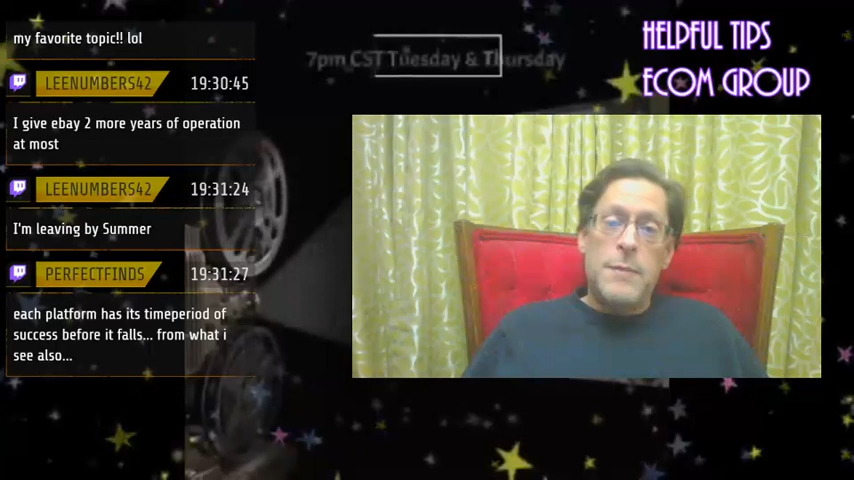 my favorite topic!! lol
LEENUMBERS42 19:30:45
I give ebay 2 more years of operation
at most
LEENUMBERS42 19:31:24
I'm leaving by Summer
PERFECTFINDS 19:31:27
each platform has its timeperiod of
success before it falls... from what i
see also...
7pm CST Tuesday & Thursday
HELPFUL TIPS
ECOM GROUP